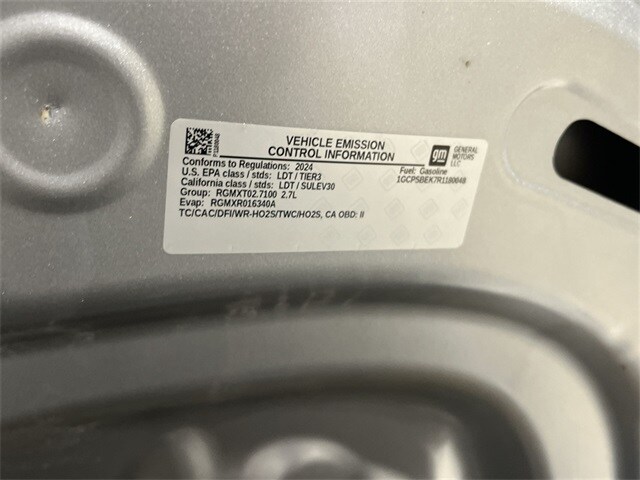 VEHICLE EMISSION
CONTROL INFORMATION
gm
GENERAL
MOTORS
LLC
Conforms to Regulations: 2024
Fuel: Gasoline
U.S. EPA class / stds: LDT / TIER3
1GCPSBEK7R1180048
California class / stds: LDT / SULEV30
Group: RGMXT02.7100 2.7L
Evap: RGMXR016340A
TC/CAC/DFI/WR-HO2S/TWC/HO2S, CA OBD: II